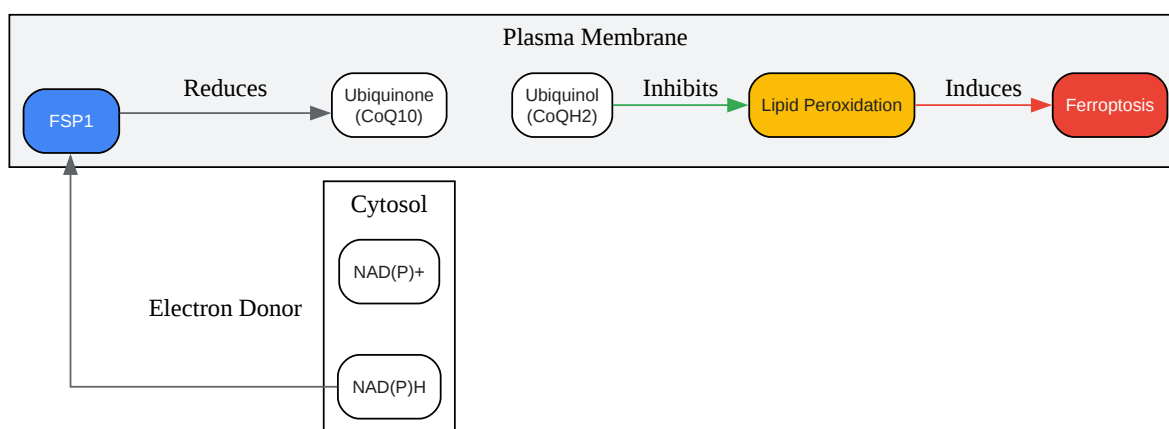 Plasma Membrane
FSP1
Reduces
Ubiquinone
(CoQ10)
Ubiquinol
(CoQH2)
Inhibits
Lipid Peroxidation
Induces
Ferroptosis
Cytosol
NAD(P)+
Electron Donor
NAD(P)H